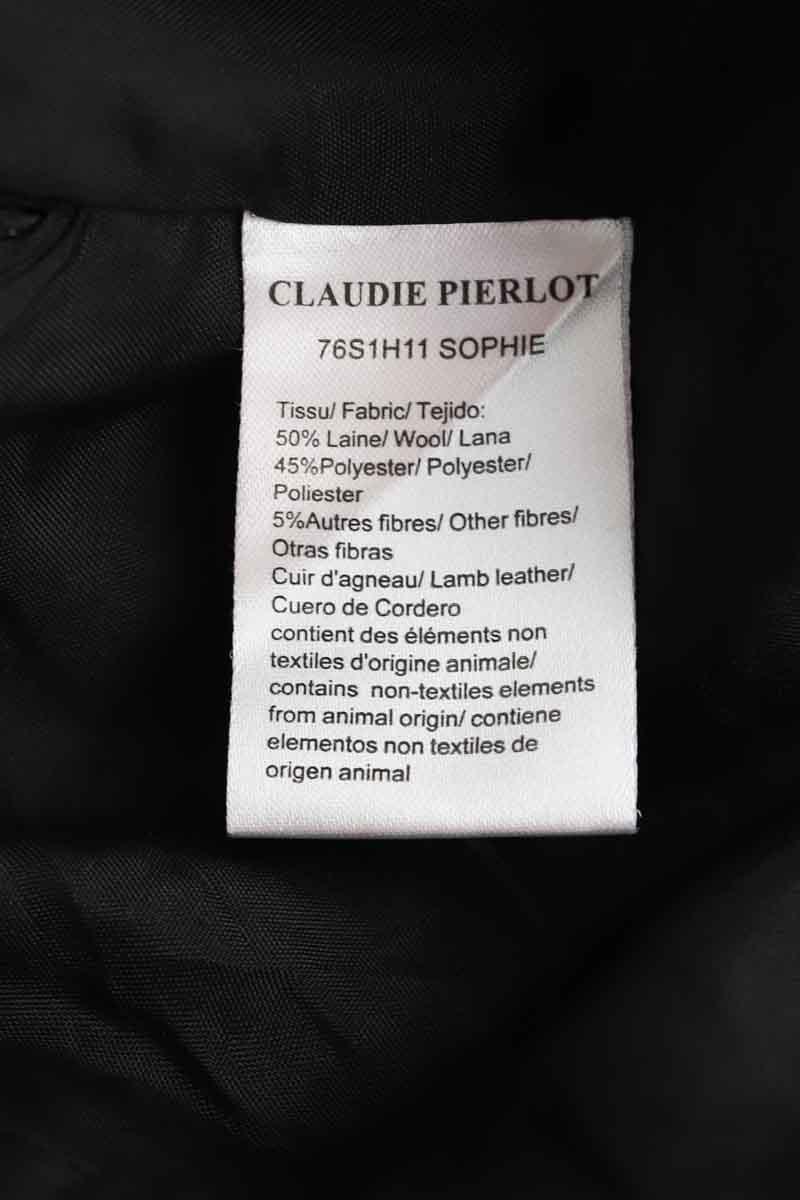 CLAUDIE PIERLOT
76S1H11 SOPHIE
Tissu/ Fabric/ Tejido:
50% Laine/ Wool/ Lana
45%Polyester/ Polyester/
Poliester
5%Autres fibres/ Other fibres/
Otras fibras
Cuir d'agneau/ Lamb leather/
Cuero de Cordero
contient des éléments non
textiles d'origine animale/
contains  non-textiles elements
from animal origin/ contiene
elementos non textiles de
origen animal